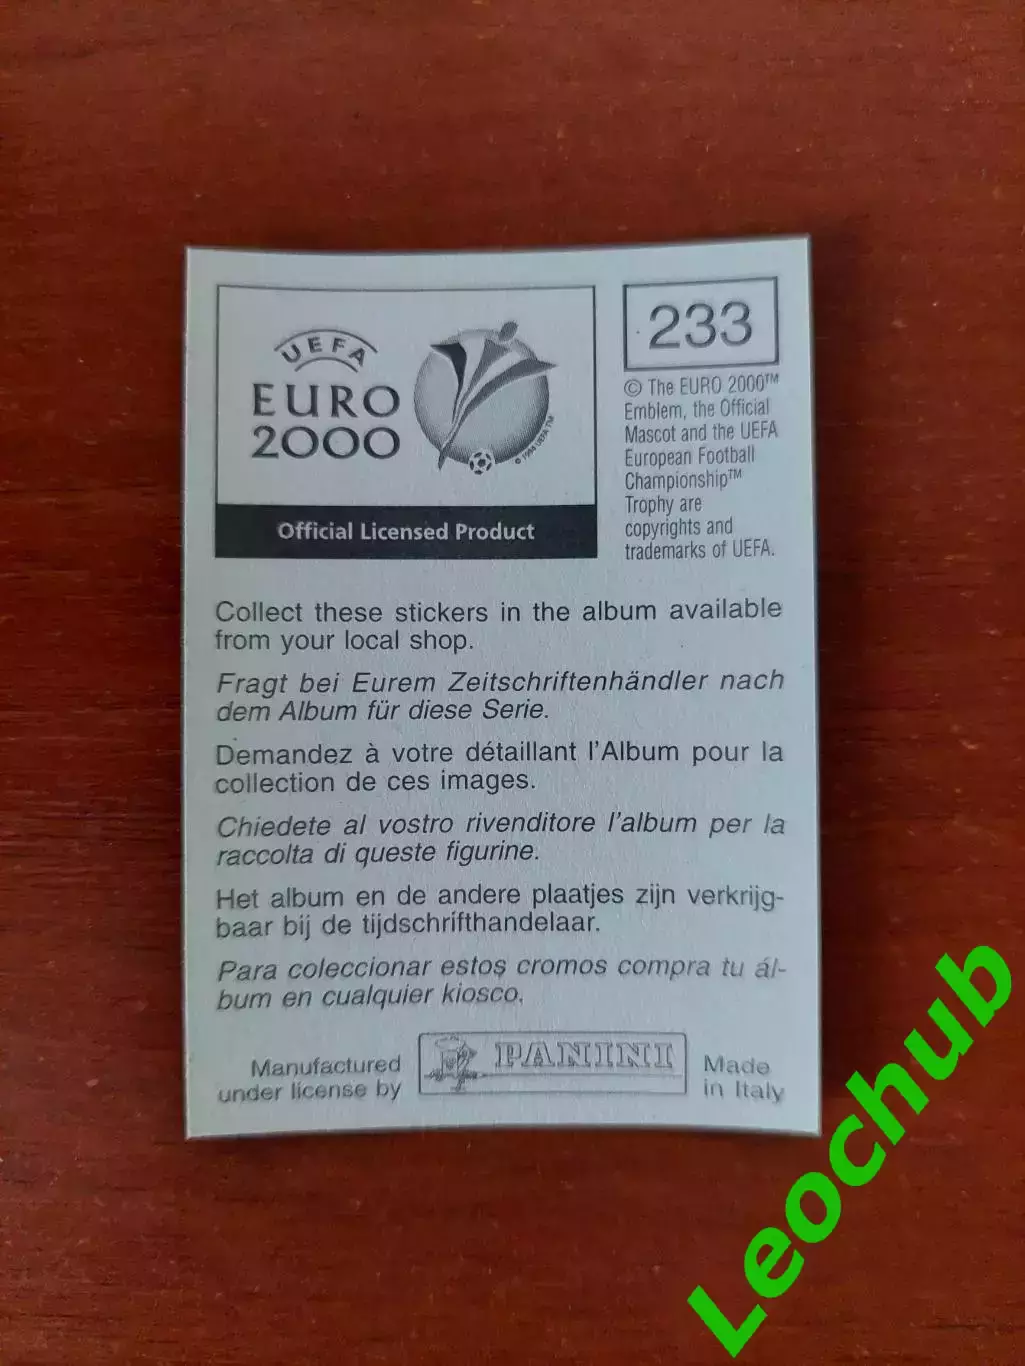 UEFA
EURO
2000
© 1994 UEFA TM
Official Licensed Product
233
© The EURO 2000™
Emblem, the Official
Mascot and the UEFA
European Football
Championship™
Trophy are
copyrights and
trademarks of UEFA.
Collect these stickers in the album available
from your local shop.
Fragt bei Eurem Zeitschriftenhändler nach
dem Album für diese Serie.
Demandez à votre détaillant l'Album pour la
collection de ces images.
Chiedete al vostro rivenditore l'album per la
raccolta di queste figurine.
Het album en de andere plaatjes zijn verkrijg-
baar bij de tijdschrifthandelaar.
Para coleccionar estos cromos compra tu ál-
bum en cualquier kiosco.
Manufactured
under license by
PANINI
Made
in Italy
Leochub